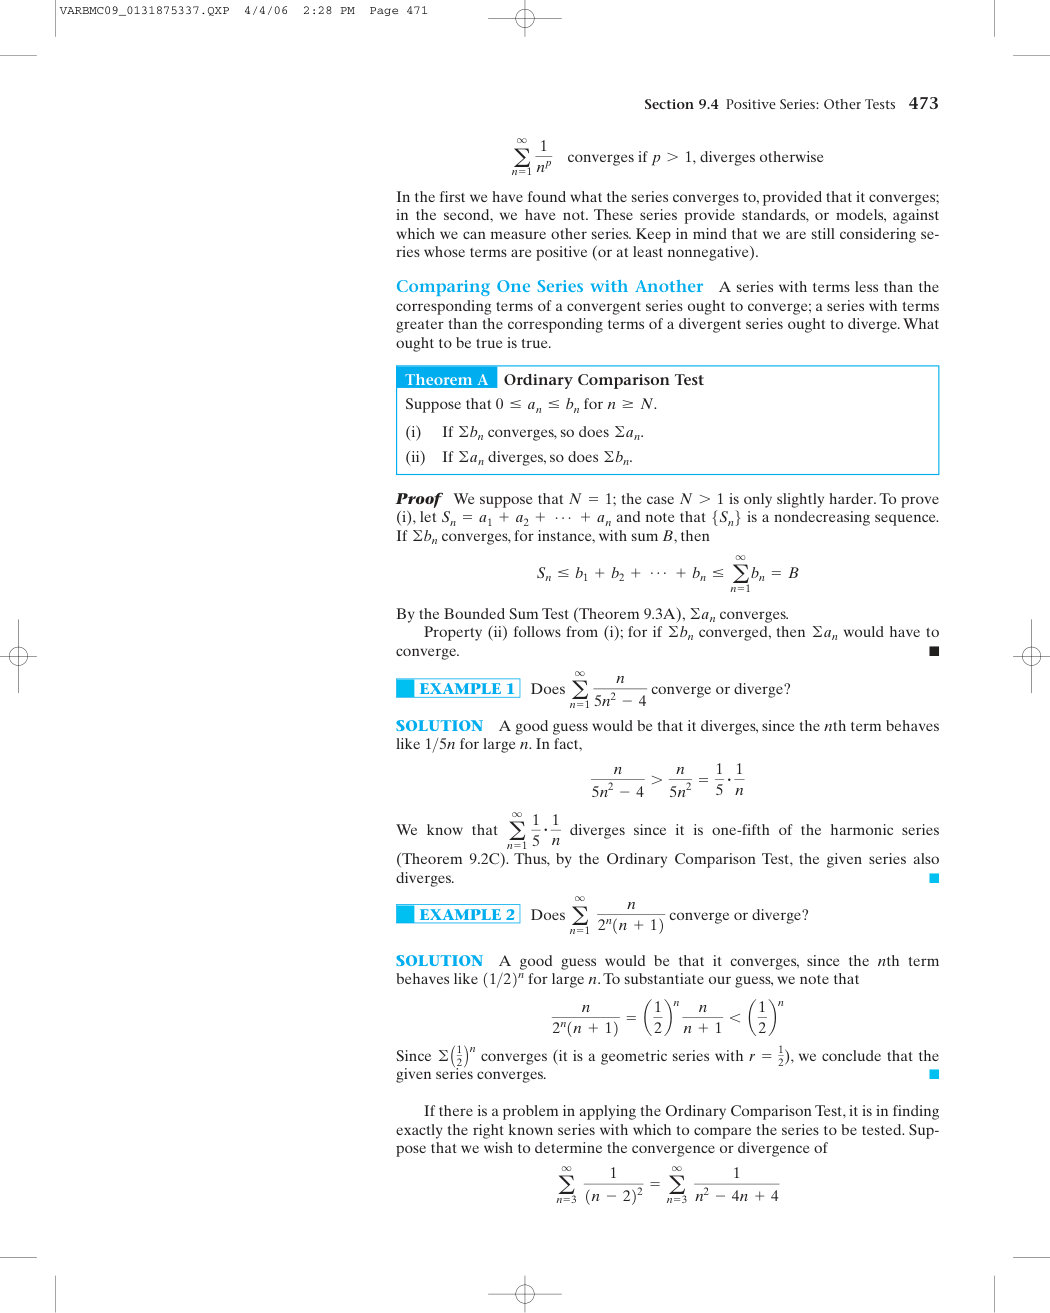 VARBMC09_0131875337.QXP 4/4/06 2:28 PM Page 471
Section 9.4 Positive Series: Other Tests 473
∞∑n=1 1/n^p converges if p > 1, diverges otherwise
In the first we have found what the series converges to, provided that it converges;
in the second, we have not. These series provide standards, or models, against
which we can measure other series. Keep in mind that we are still considering se-
ries whose terms are positive (or at least nonnegative).
Comparing One Series with Another A series with terms less than the
corresponding terms of a convergent series ought to converge; a series with terms
greater than the corresponding terms of a divergent series ought to diverge. What
ought to be true is true.
Theorem A Ordinary Comparison Test
Suppose that 0 ≤ a_n ≤ b_n for n ≥ N.
(i) If Σb_n converges, so does Σa_n.
(ii) If Σa_n diverges, so does Σb_n.
Proof We suppose that N = 1; the case N > 1 is only slightly harder. To prove
(i), let S_n = a_1 + a_2 + ⋯ + a_n and note that {S_n} is a nondecreasing sequence.
If Σb_n converges, for instance, with sum B, then
S_n ≤ b_1 + b_2 + ⋯ + b_n ≤ ∞∑n=1 b_n = B
By the Bounded Sum Test (Theorem 9.3A), Σa_n converges.
Property (ii) follows from (i); for if Σb_n converged, then Σa_n would have to
converge. ■
EXAMPLE 1 Does ∞∑n=1 n/(5n² − 4) converge or diverge?
SOLUTION A good guess would be that it diverges, since the nth term behaves
like 1/5n for large n. In fact,
n/(5n² − 4) > n/5n² = 1/5 · 1/n
We know that ∞∑n=1 1/5 · 1/n diverges since it is one-fifth of the harmonic series
(Theorem 9.2C). Thus, by the Ordinary Comparison Test, the given series also
diverges. ■
EXAMPLE 2 Does ∞∑n=1 n/(2^n(n + 1)) converge or diverge?
SOLUTION A good guess would be that it converges, since the nth term
behaves like (1/2)^n for large n. To substantiate our guess, we note that
n/(2^n(n + 1)) = (1/2)^n n/(n + 1) < (1/2)^n
Since Σ(1/2)^n converges (it is a geometric series with r = 1/2), we conclude that the
given series converges. ■
If there is a problem in applying the Ordinary Comparison Test, it is in finding
exactly the right known series with which to compare the series to be tested. Sup-
pose that we wish to determine the convergence or divergence of
∞∑n=3 1/(n − 2)² = ∞∑n=3 1/(n² − 4n + 4)